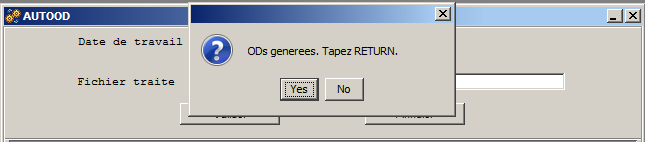 AUTOOD
Date de travail
ODs generees. Tapez RETURN.
Fichier traite
Yes No